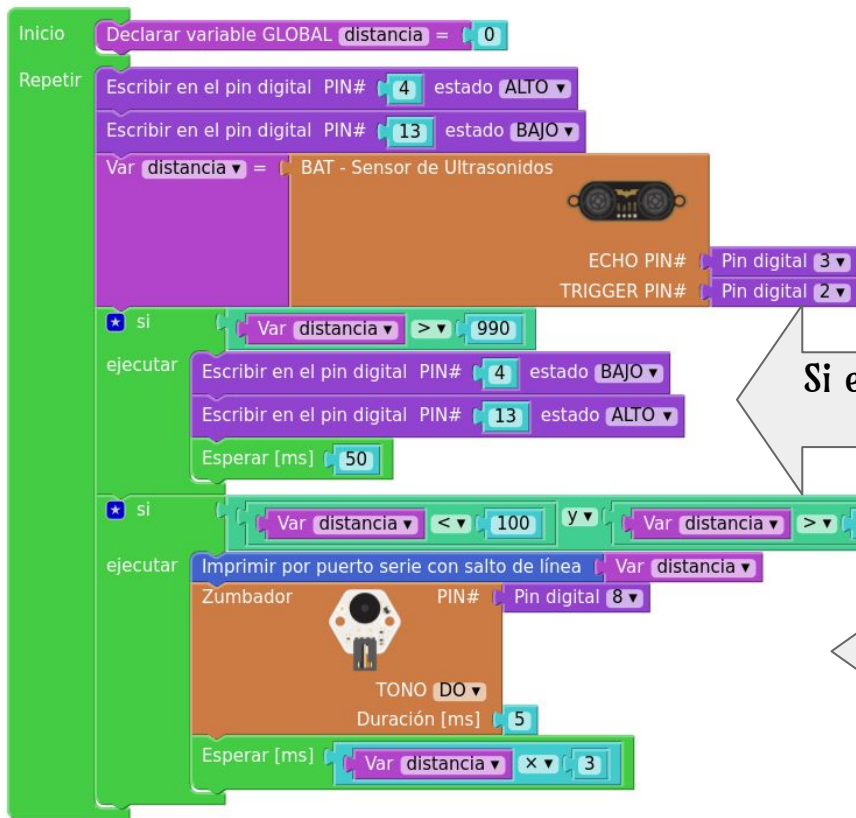 Inicio Declarar variable GLOBAL distancia = 0
Repetir Escribir en el pin digital PIN# 4 estado ALTO
Escribir en el pin digital PIN# 13 estado BAJO
Var distancia = BAT - Sensor de Ultrasonidos
ECHO PIN# Pin digital 3
TRIGGER PIN# Pin digital 2
si Var distancia > 990
ejecutar Escribir en el pin digital PIN# 4 estado BAJO
Si e
Escribir en el pin digital PIN# 13 estado ALTO
Esperar [ms] 50
si Var distancia < 100 y Var distancia >
ejecutar Imprimir por puerto serie con salto de línea Var distancia
Zumbador PIN# Pin digital 8
TONO DO
Duración [ms] 5
Esperar [ms] Var distancia × 3